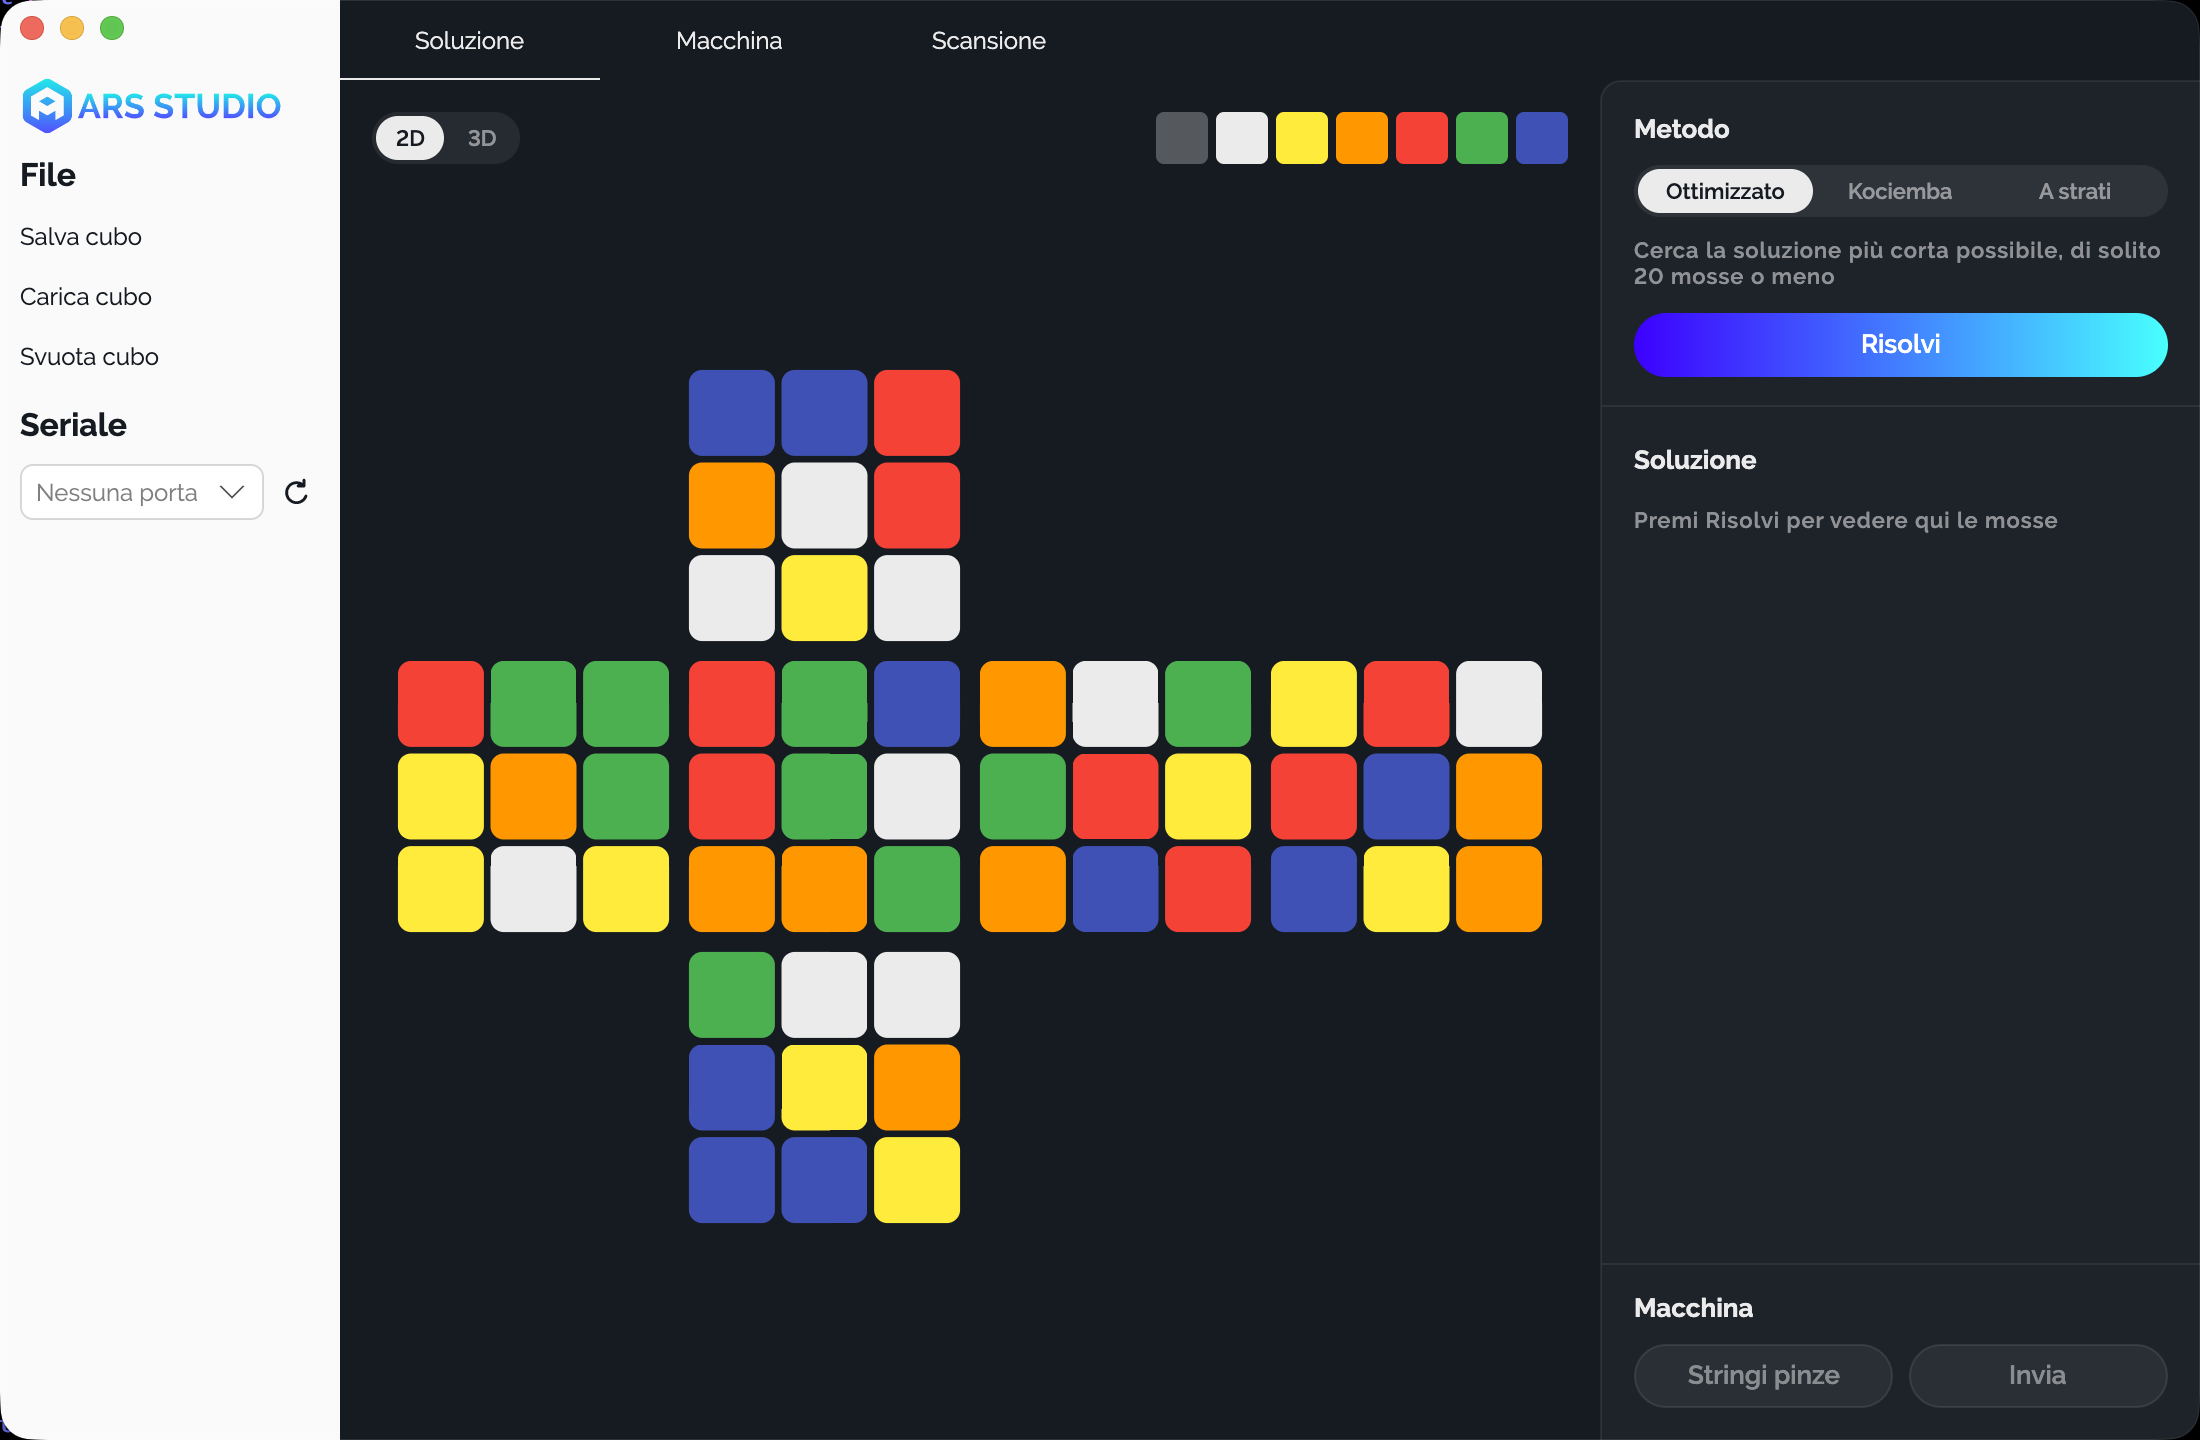 Soluzione
Macchina
Scansione
ARS STUDIO
File
Salva cubo
Carica cubo
Svuota cubo
Seriale
Nessuna porta
2D
3D
Metodo
Ottimizzato
Kociemba
A strati
Cerca la soluzione più corta possibile, di solito
20 mosse o meno
Risolvi
Soluzione
Premi Risolvi per vedere qui le mosse
Macchina
Stringi pinze
Invia